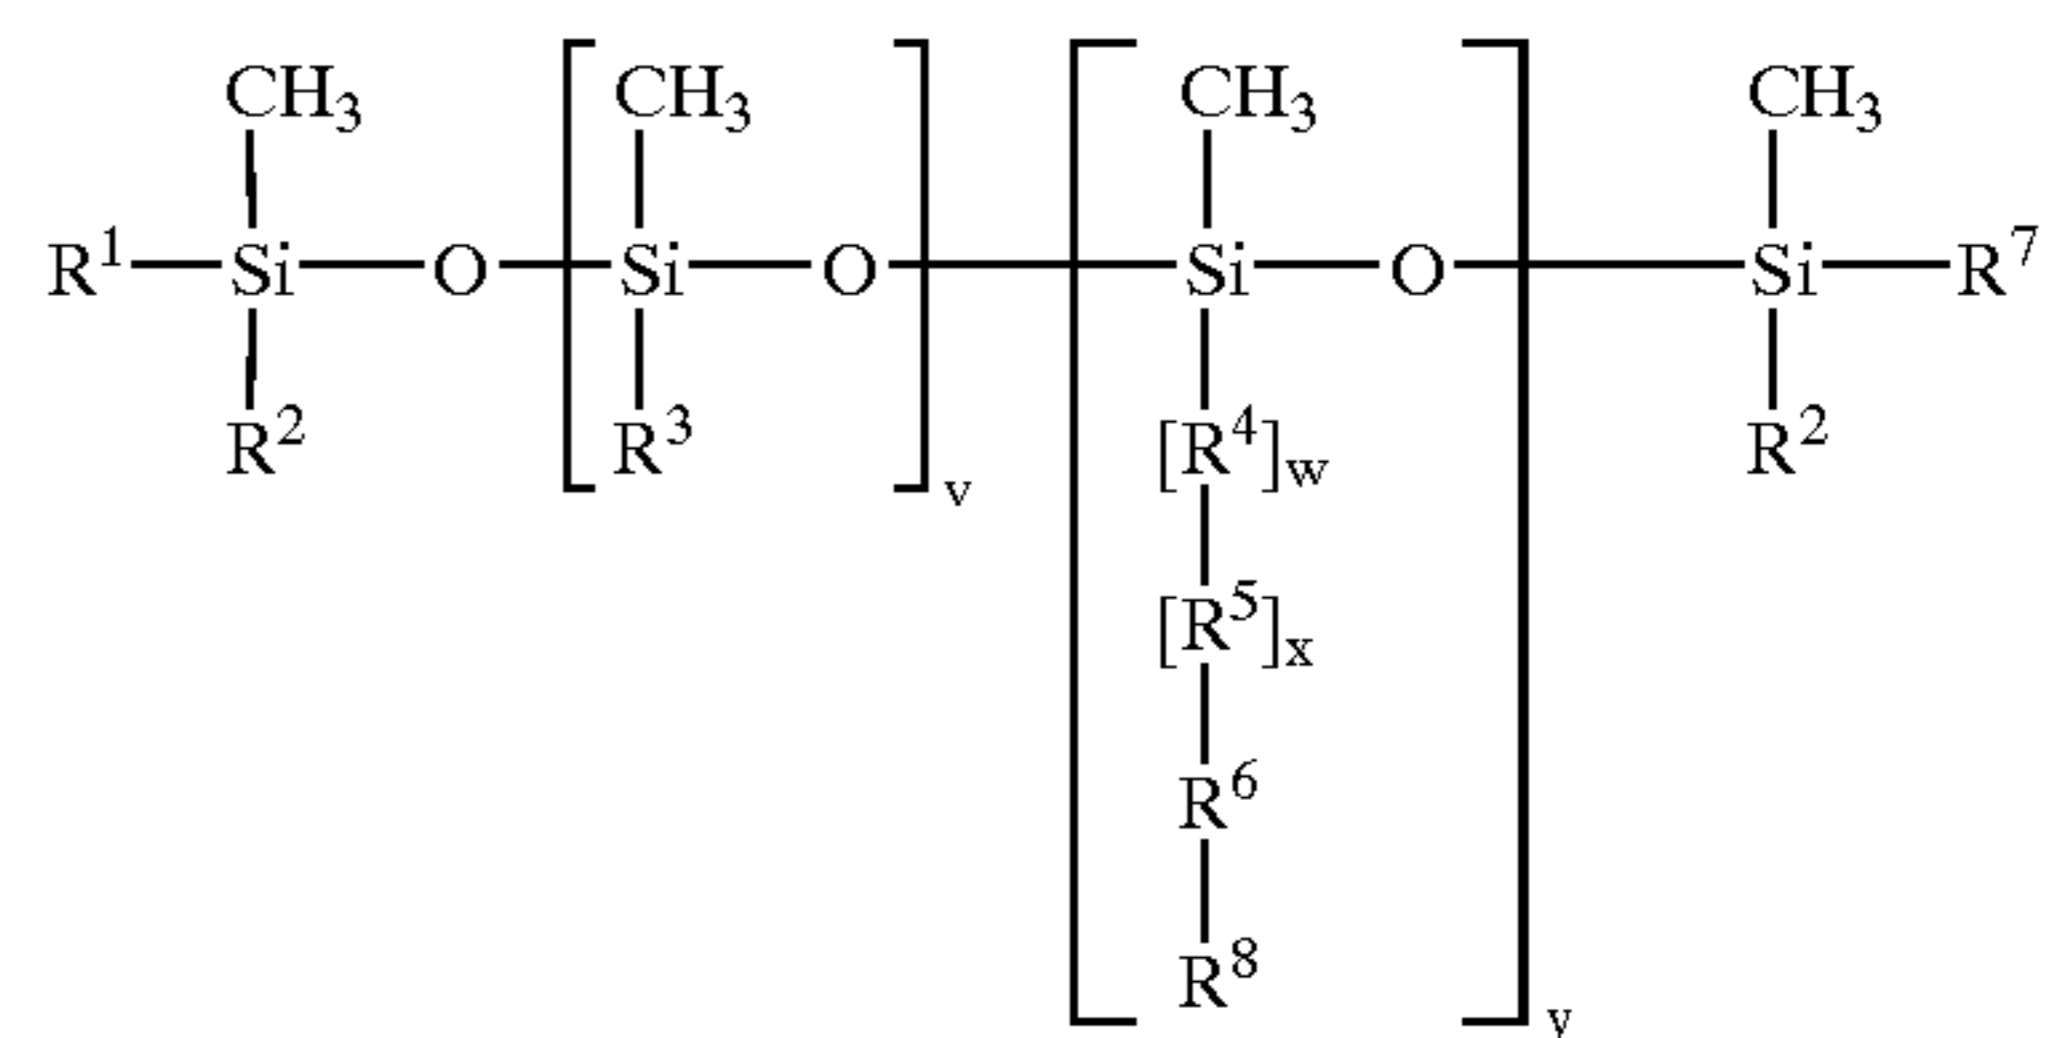 CH3 CH3 CH3 CH3
R1 Si O Si O Si O Si R7
R2 R3 [R4]w R2
v
[R5]x
R6
R8
y